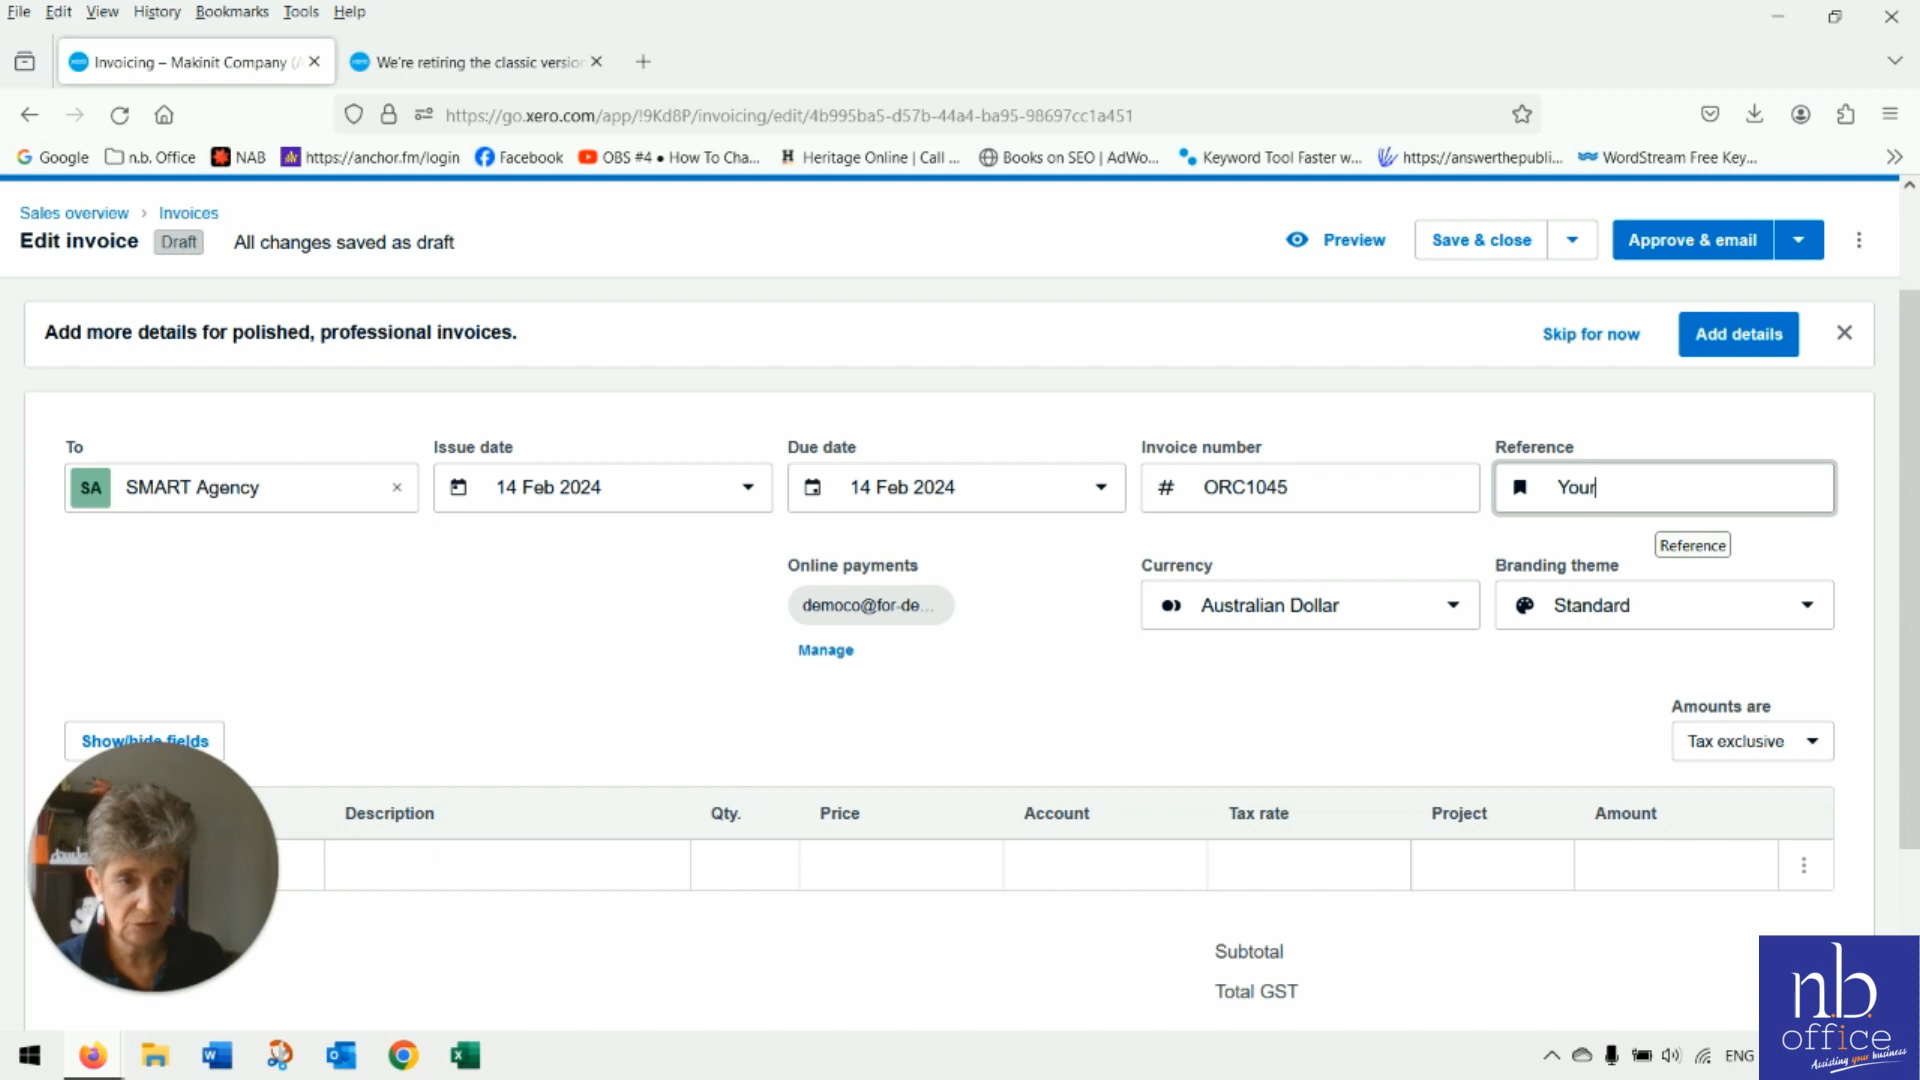 File Edit View History Bookmarks Tools Help
Invoicing – Makinit Company (A
We're retiring the classic version
https://go.xero.com/app/!9Kd8P/invoicing/edit/4b995ba5-d57b-44a4-ba95-98697cc1a451
Google n.b. Office NAB https://anchor.fm/login Facebook OBS #4 ● How To Cha... Heritage Online | Call ... Books on SEO | AdWo... Keyword Tool Faster w... https://answerthepubli... WordStream Free Key...
Sales overview > Invoices
Edit invoice Draft All changes saved as draft
Preview Save & close Approve & email
Add more details for polished, professional invoices.
Skip for now Add details
To Issue date Due date Invoice number Reference
SA SMART Agency 14 Feb 2024 14 Feb 2024 # ORC1045 Your
Reference
Online payments Currency Branding theme
democo@for-de... Australian Dollar Standard
Manage
Amounts are
Show/hide fields Tax exclusive
Description Qty. Price Account Tax rate Project Amount
Subtotal
Total GST
ENG
n.b.
office
Assisting your business